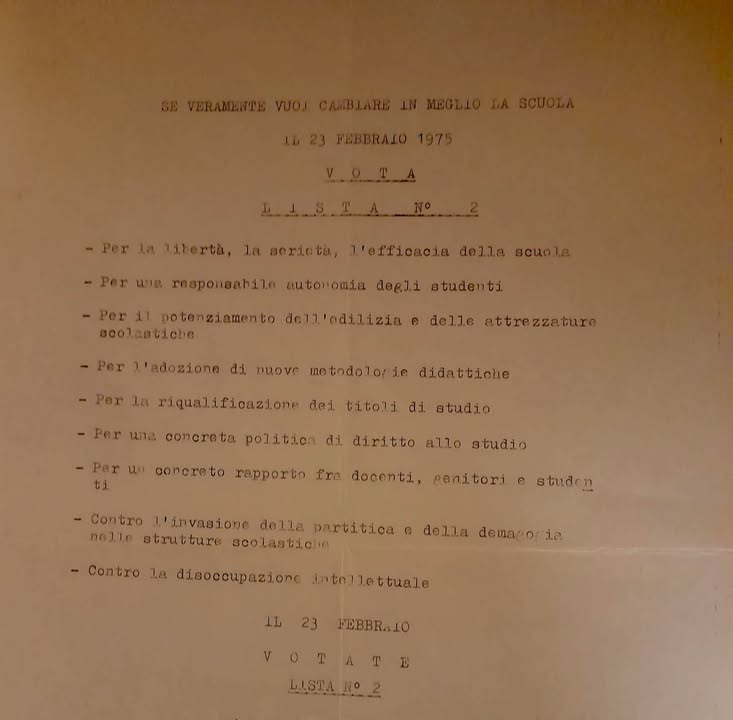 SE VERAMENTE VUOI CAMBIARE IN MEGLIO LA SCUOLA
IL 23 FEBBRAIO 1975
V O T A
L I S T A N° 2
- Per la libertà, la serietà, l'efficacia della scuola
- Per una responsabile autonomia degli studenti
- Per il potenziamento dell'edilizia e delle attrezzature
scolastiche
- Per l'adozione di nuove metodologie didattiche
- Per la riqualificazione dei titoli di studio
- Per una concreta politica di diritto allo studio
- Per un concreto rapporto fra docenti, genitori e studen
ti
- Contro l'invasione della partitica e della demagogia
nelle strutture scolastiche
- Contro la disoccupazione intellettuale
IL 23 FEBBRAIO
V O T A T E
LISTA N° 2